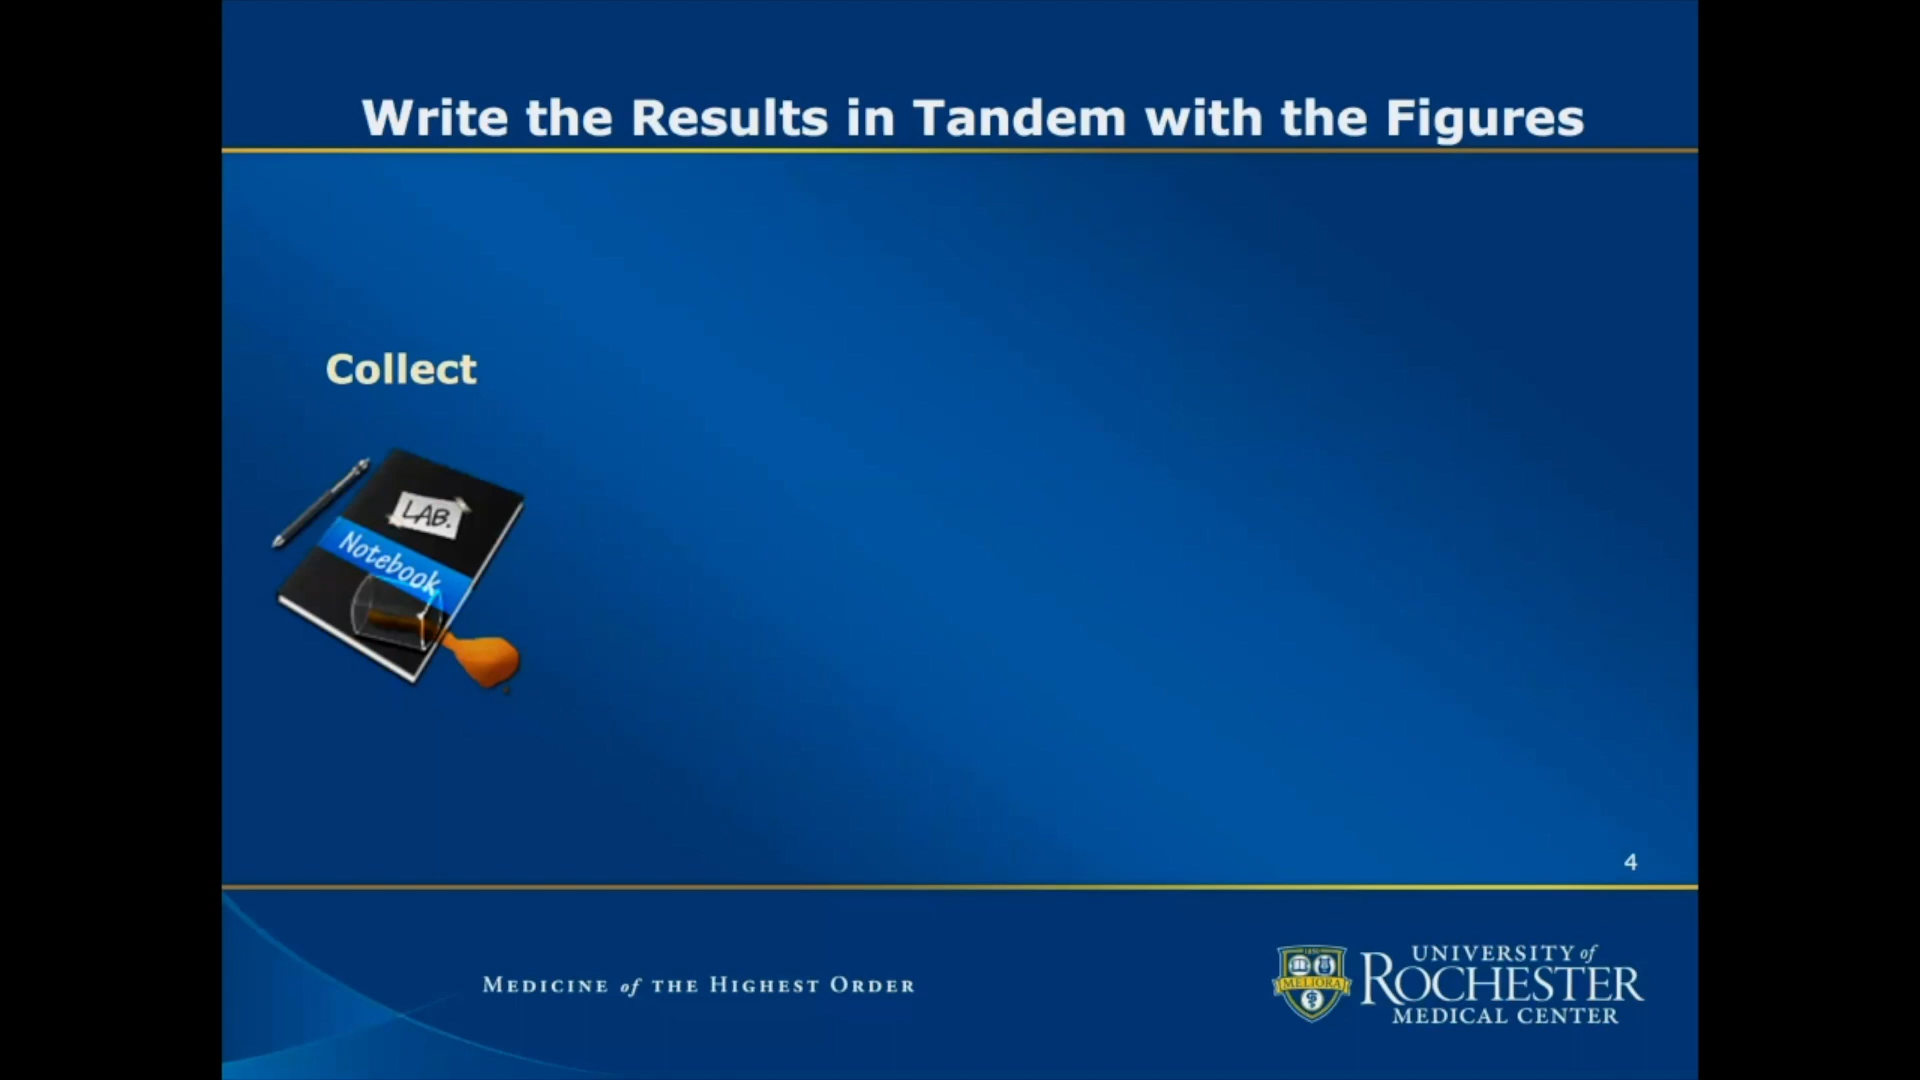 Write the Results in Tandem with the Figures
Collect
LAB.
Notebook
4
MEDICINE of THE HIGHEST ORDER
MELIORA
UNIVERSITY of
ROCHESTER
MEDICAL CENTER